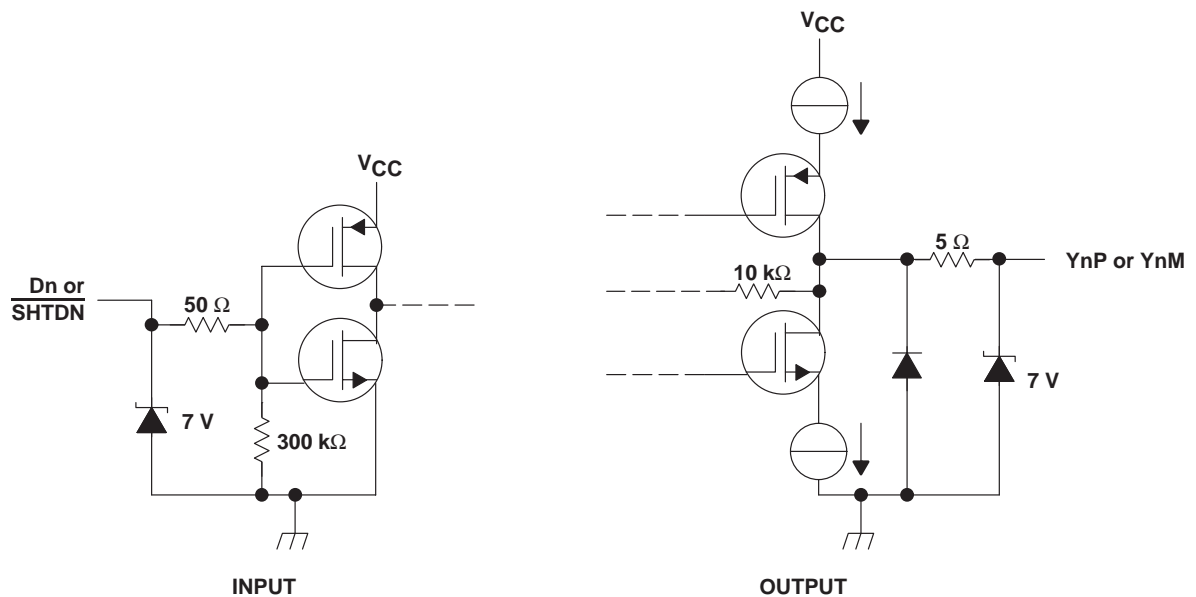 VCC
Dn or
SHTDN
50 Ω
7 V
300 kΩ
INPUT
VCC
10 kΩ
5 Ω
YnP or YnM
7 V
OUTPUT